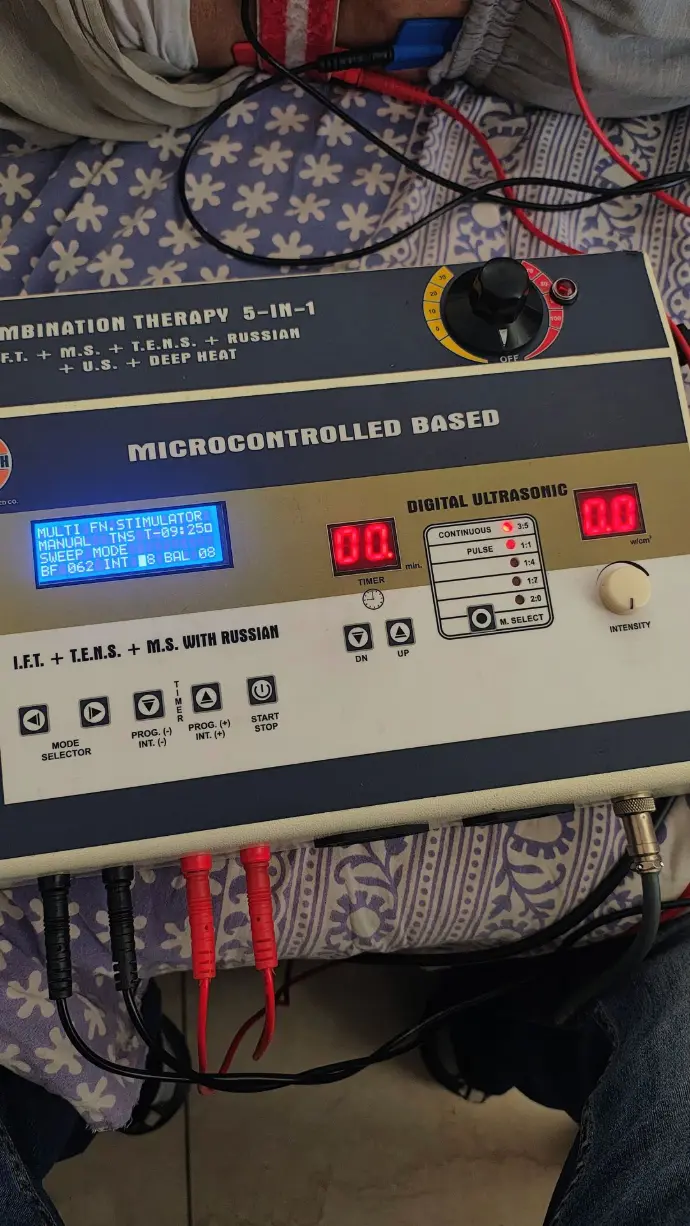 MBINATION THERAPY 5-IN-1
F.T. + M.S. + T.E.N.S. + RUSSIAN
+ U.S. + DEEP HEAT
OFF
MICROCONTROLLED BASED
H
CO.
MULTI FN.STIMULATOR
MANUAL TNS T-09:25
SWEEP MODE
BF 062 INT 8 BAL 08
DIGITAL ULTRASONIC
00.
min.
TIMER
DN
UP
CONTINUOUS 3:5
PULSE 1:1
1:4
1:7
2:0
M. SELECT
0.0
w/cm²
INTENSITY
I.F.T. + T.E.N.S. + M.S. WITH RUSSIAN
MODE
SELECTOR
PROG. (-)
INT. (-)
TIMER
PROG. (+)
INT. (+)
START
STOP